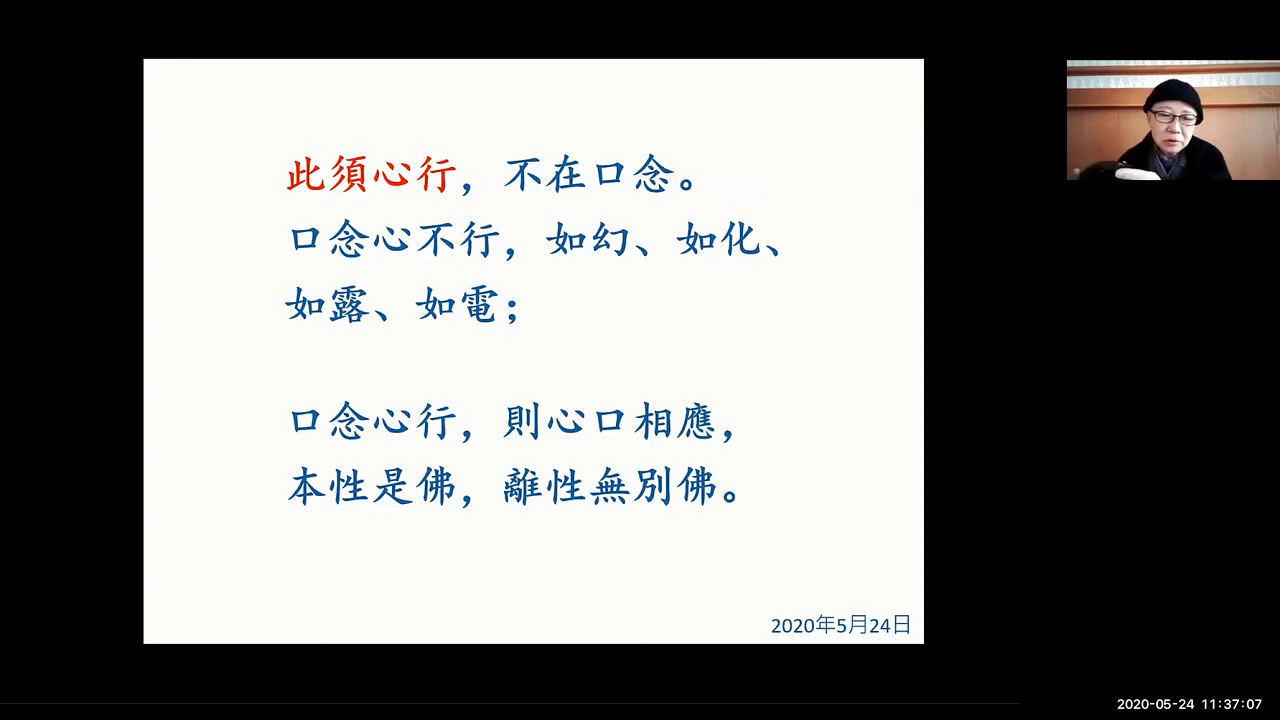 此須心行，不在口念。
口念心不行，如幻、如化、
如露、如電；
口念心行，則心口相應，
本性是佛，離性無別佛。
2020年5月24日
2020-05-24 11:37:07